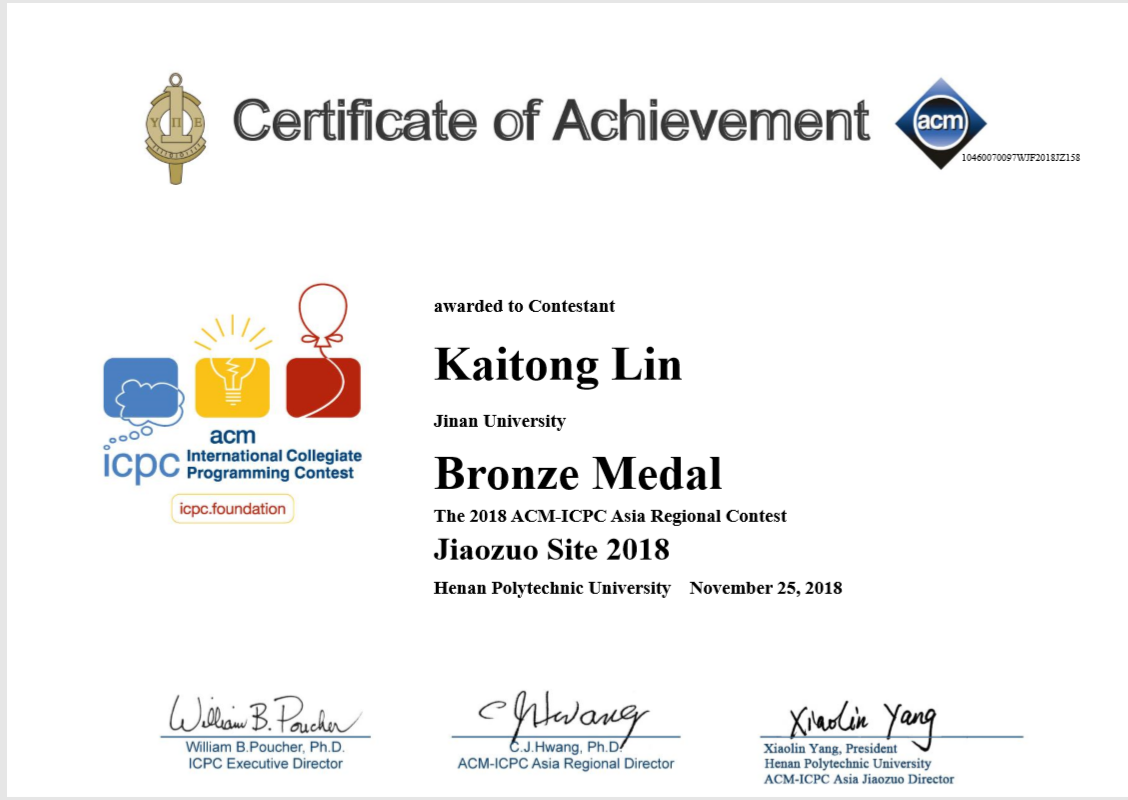 Certificate of Achievement
Υ Π Ε
acm
10460070097WJF2018JZ158
awarded to Contestant
Kaitong Lin
Jinan University
Bronze Medal
The 2018 ACM-ICPC Asia Regional Contest
Jiaozuo Site 2018
Henan Polytechnic University November 25, 2018
acm
icpc International Collegiate
Programming Contest
icpc.foundation
William B. Poucher
William B.Poucher, Ph.D.
ICPC Executive Director
C J Hwang
C.J.Hwang, Ph.D.
ACM-ICPC Asia Regional Director
Xiaolin Yang
Xiaolin Yang, President
Henan Polytechnic University
ACM-ICPC Asia Jiaozuo Director